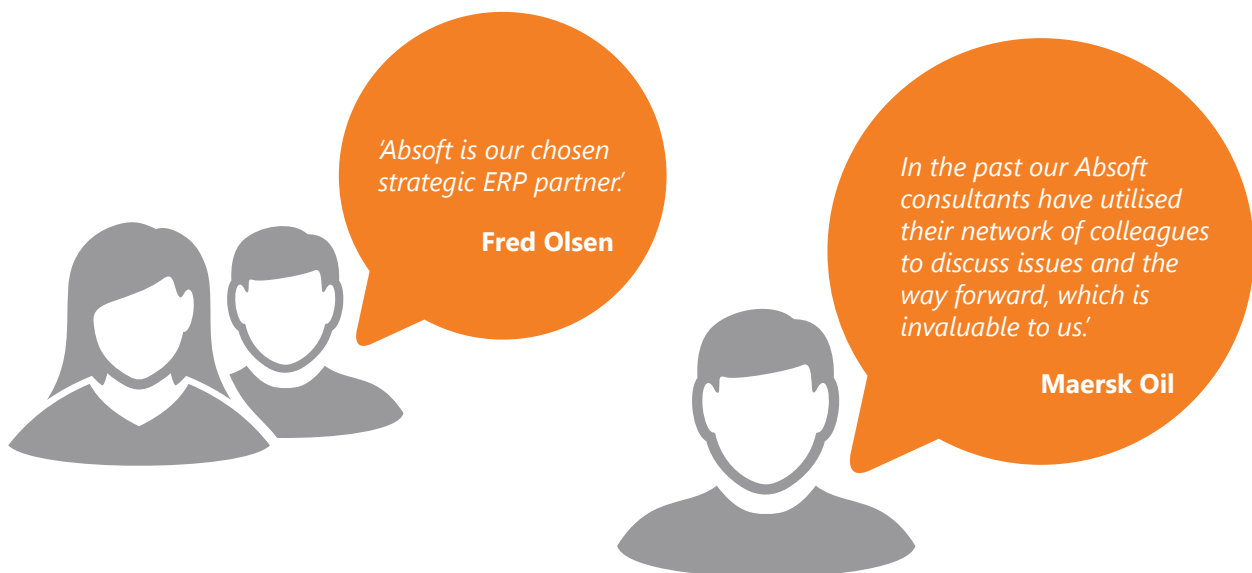 ‘Absoft is our chosen
strategic ERP partner.’
Fred Olsen
In the past our Absoft
consultants have utilised
their network of colleagues
to discuss issues and the
way forward, which is
invaluable to us.’
Maersk Oil